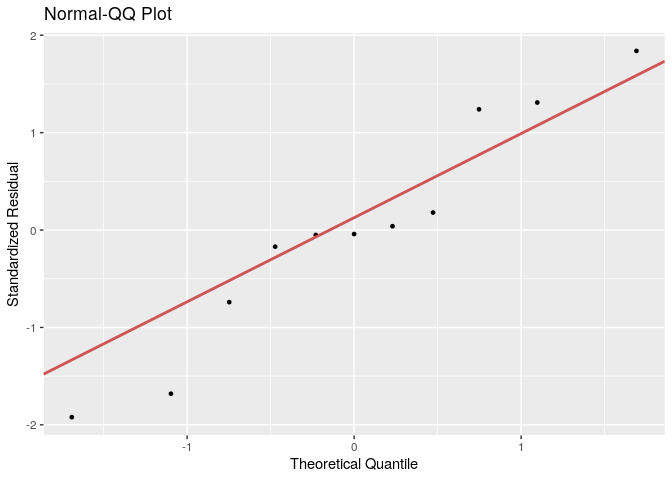 Normal-QQ Plot
2
1
0
-1
-2
Standardized Residual
-1
0
1
Theoretical Quantile